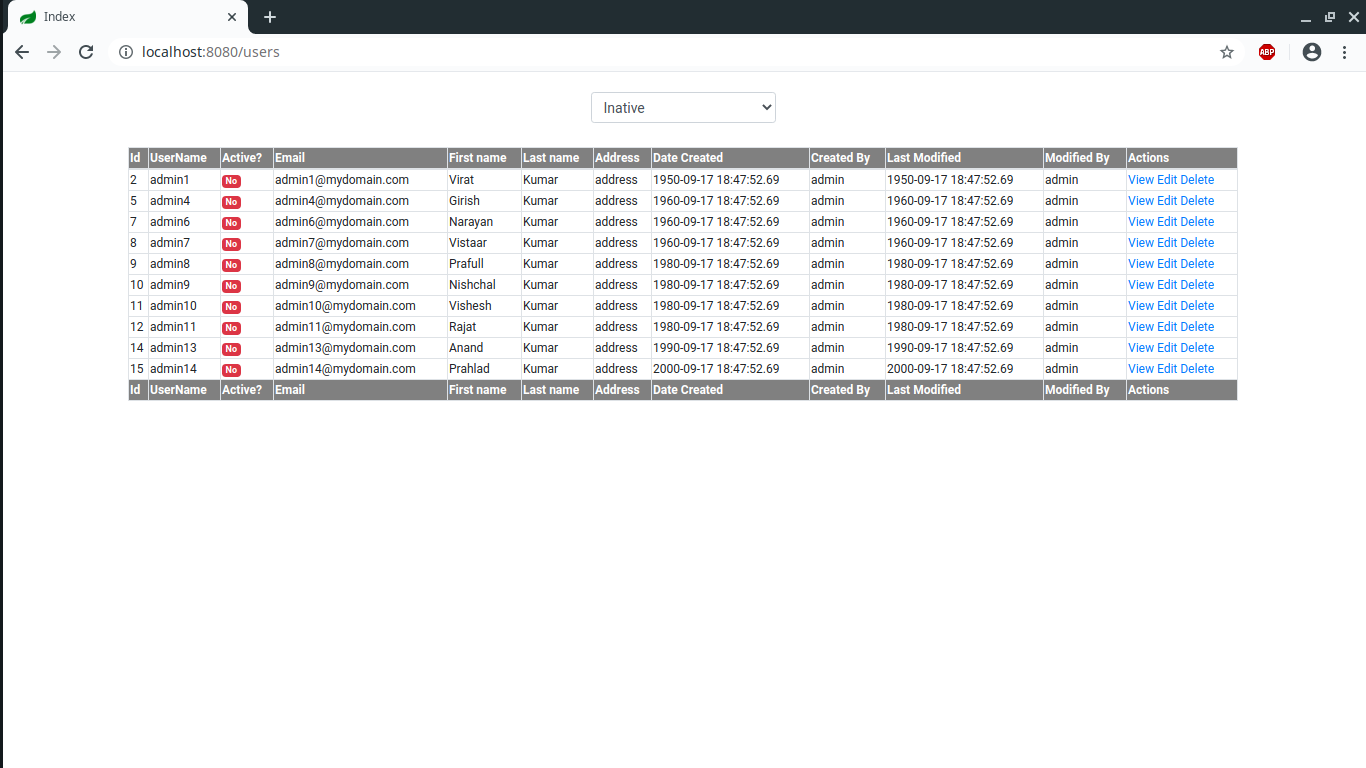 Index
localhost:8080/users
ABP
Inative
Id UserName Active? Email First name Last name Address Date Created Created By Last Modified Modified By Actions
2 admin1 No admin1@mydomain.com Virat Kumar address 1950-09-17 18:47:52.69 admin 1950-09-17 18:47:52.69 admin View Edit Delete
5 admin4 No admin4@mydomain.com Girish Kumar address 1960-09-17 18:47:52.69 admin 1960-09-17 18:47:52.69 admin View Edit Delete
7 admin6 No admin6@mydomain.com Narayan Kumar address 1960-09-17 18:47:52.69 admin 1960-09-17 18:47:52.69 admin View Edit Delete
8 admin7 No admin7@mydomain.com Vistaar Kumar address 1960-09-17 18:47:52.69 admin 1960-09-17 18:47:52.69 admin View Edit Delete
9 admin8 No admin8@mydomain.com Prafull Kumar address 1980-09-17 18:47:52.69 admin 1980-09-17 18:47:52.69 admin View Edit Delete
10 admin9 No admin9@mydomain.com Nishchal Kumar address 1980-09-17 18:47:52.69 admin 1980-09-17 18:47:52.69 admin View Edit Delete
11 admin10 No admin10@mydomain.com Vishesh Kumar address 1980-09-17 18:47:52.69 admin 1980-09-17 18:47:52.69 admin View Edit Delete
12 admin11 No admin11@mydomain.com Rajat Kumar address 1980-09-17 18:47:52.69 admin 1980-09-17 18:47:52.69 admin View Edit Delete
14 admin13 No admin13@mydomain.com Anand Kumar address 1990-09-17 18:47:52.69 admin 1990-09-17 18:47:52.69 admin View Edit Delete
15 admin14 No admin14@mydomain.com Prahlad Kumar address 2000-09-17 18:47:52.69 admin 2000-09-17 18:47:52.69 admin View Edit Delete
Id UserName Active? Email First name Last name Address Date Created Created By Last Modified Modified By Actions